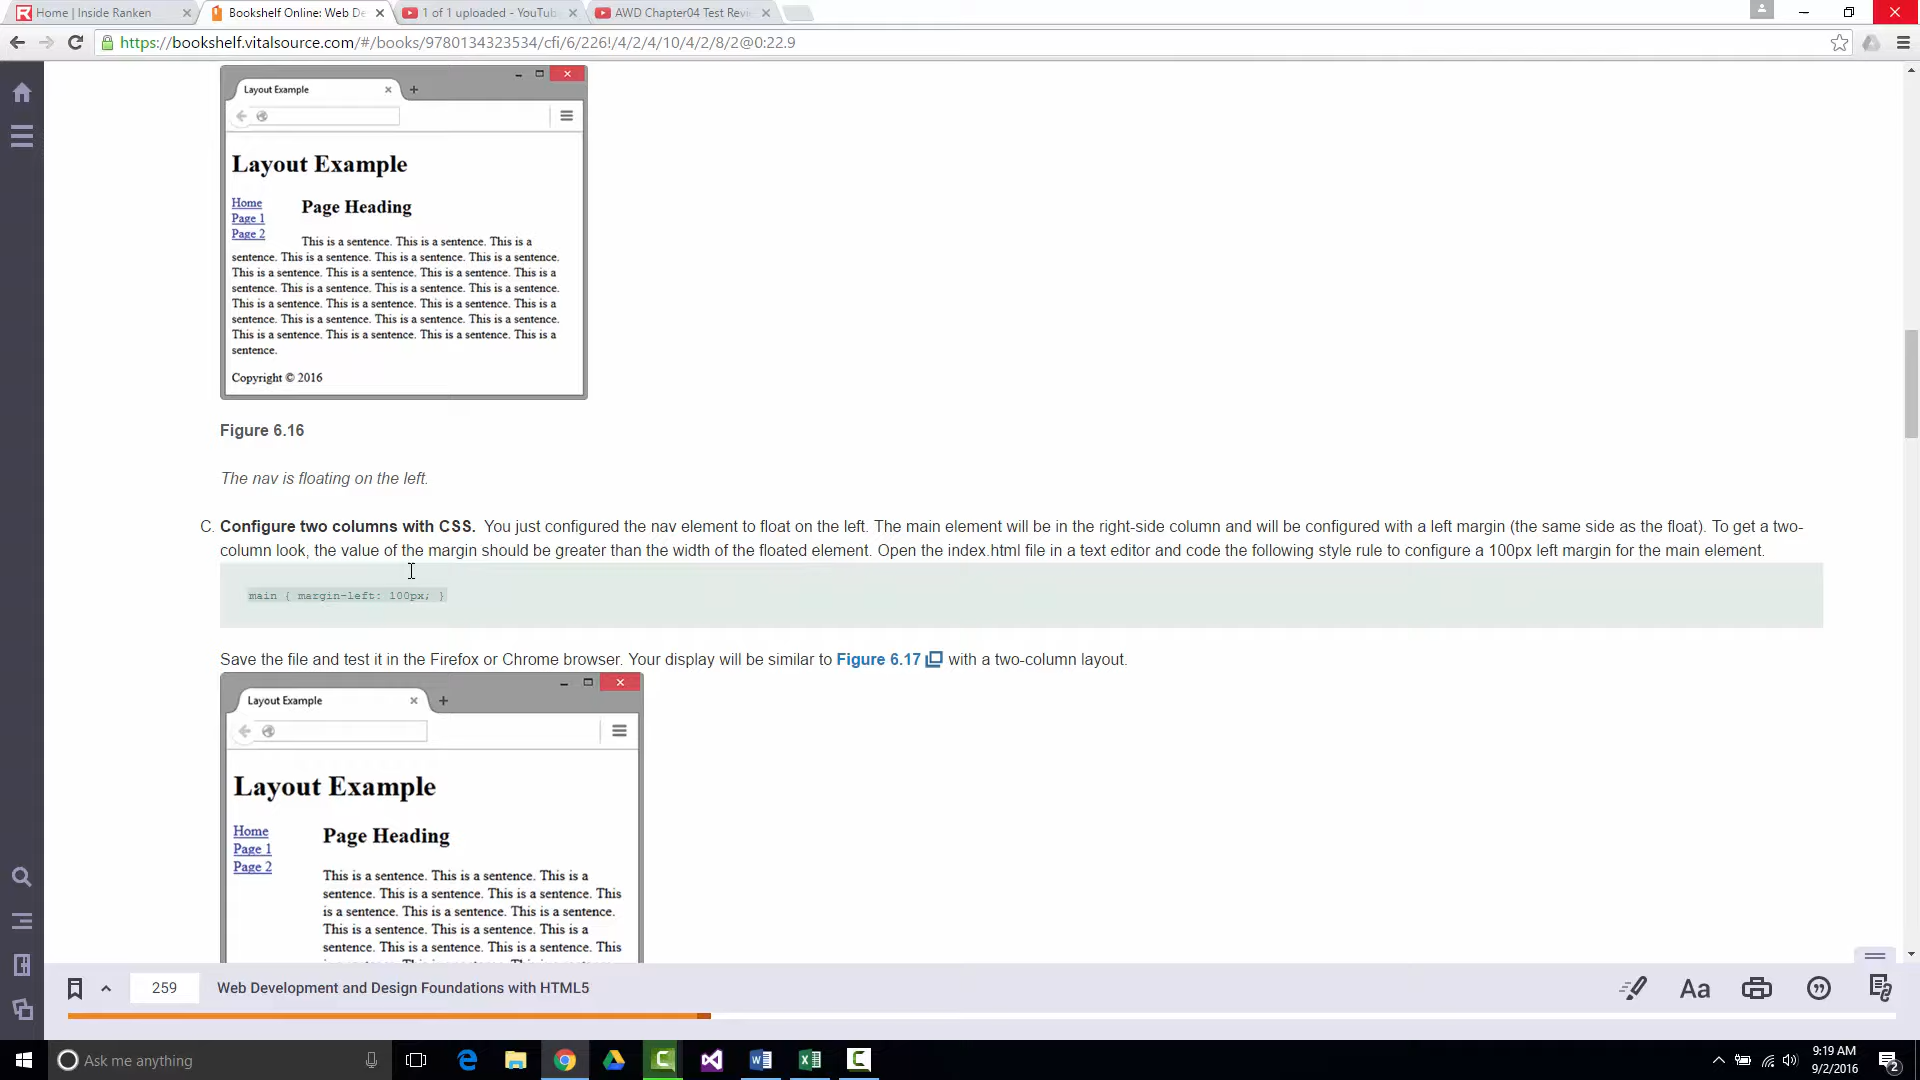 Home | Inside Ranken
Bookshelf Online: Web De
1 of 1 uploaded - YouTub
AWD Chapter04 Test Revi
https://bookshelf.vitalsource.com/#/books/9780134323534/cfi/6/226!/4/2/4/10/4/2/8/2@0:22.9
Layout Example
Layout Example
Home
Page 1
Page 2
Page Heading
This is a sentence. This is a sentence. This is a
sentence. This is a sentence. This is a sentence. This is a sentence.
This is a sentence. This is a sentence. This is a sentence. This is a
sentence. This is a sentence. This is a sentence. This is a sentence.
This is a sentence. This is a sentence. This is a sentence. This is a
sentence. This is a sentence. This is a sentence. This is a sentence.
This is a sentence. This is a sentence. This is a sentence. This is a
sentence.
Copyright © 2016
Figure 6.16
The nav is floating on the left.
C. Configure two columns with CSS. You just configured the nav element to float on the left. The main element will be in the right-side column and will be configured with a left margin (the same side as the float). To get a two-
column look, the value of the margin should be greater than the width of the floated element. Open the index.html file in a text editor and code the following style rule to configure a 100px left margin for the main element.
main { margin-left: 100px; }
Save the file and test it in the Firefox or Chrome browser. Your display will be similar to Figure 6.17 with a two-column layout.
Layout Example
Layout Example
Home
Page 1
Page 2
Page Heading
This is a sentence. This is a sentence. This is a
sentence. This is a sentence. This is a sentence. This
is a sentence. This is a sentence. This is a sentence.
This is a sentence. This is a sentence. This is a
sentence. This is a sentence. This is a sentence. This
259
Web Development and Design Foundations with HTML5
Aa
Ask me anything
9:19 AM
9/2/2016
2